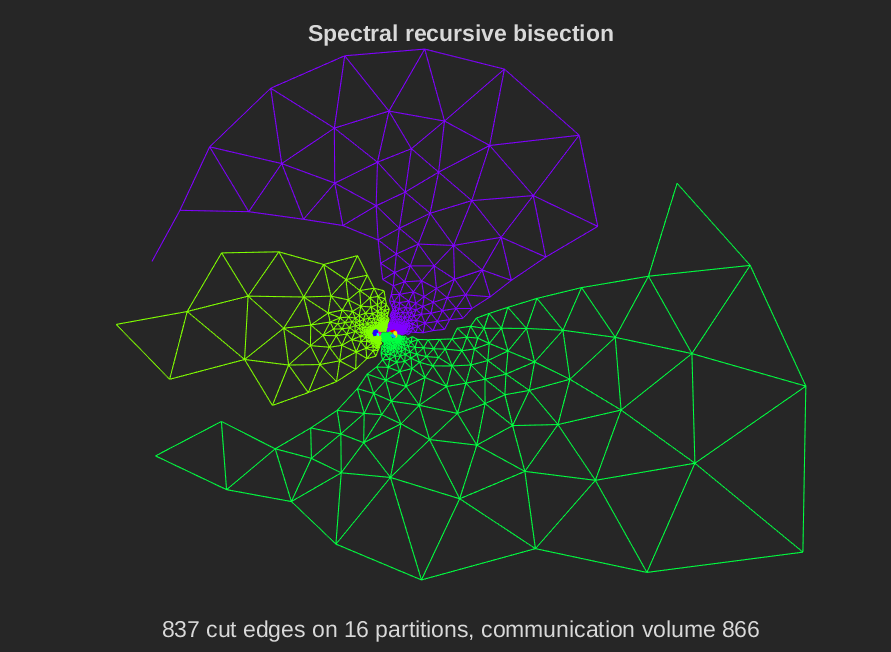 Spectral recursive bisection
837 cut edges on 16 partitions, communication volume 866